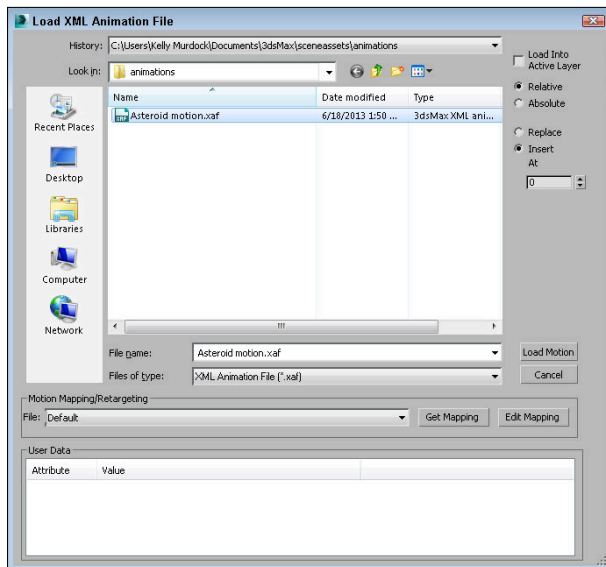 Load XML Animation File
History: C:\Users\Kelly Murdock\Documents\3dsMax\sceneassets\animations
Look in: animations
Load Into
Active Layer
Relative
Absolute
Replace
Insert
At
0
Recent Places
Desktop
Libraries
Computer
Network
Name Date modified Type
Asteroid motion.xaf 6/18/2013 1:50 ... 3dsMax XML ani...
File name: Asteroid motion.xaf Load Motion
Files of type: XML Animation File (*.xaf) Cancel
Motion Mapping/Retargeting
File: Default Get Mapping Edit Mapping
User Data
Attribute Value